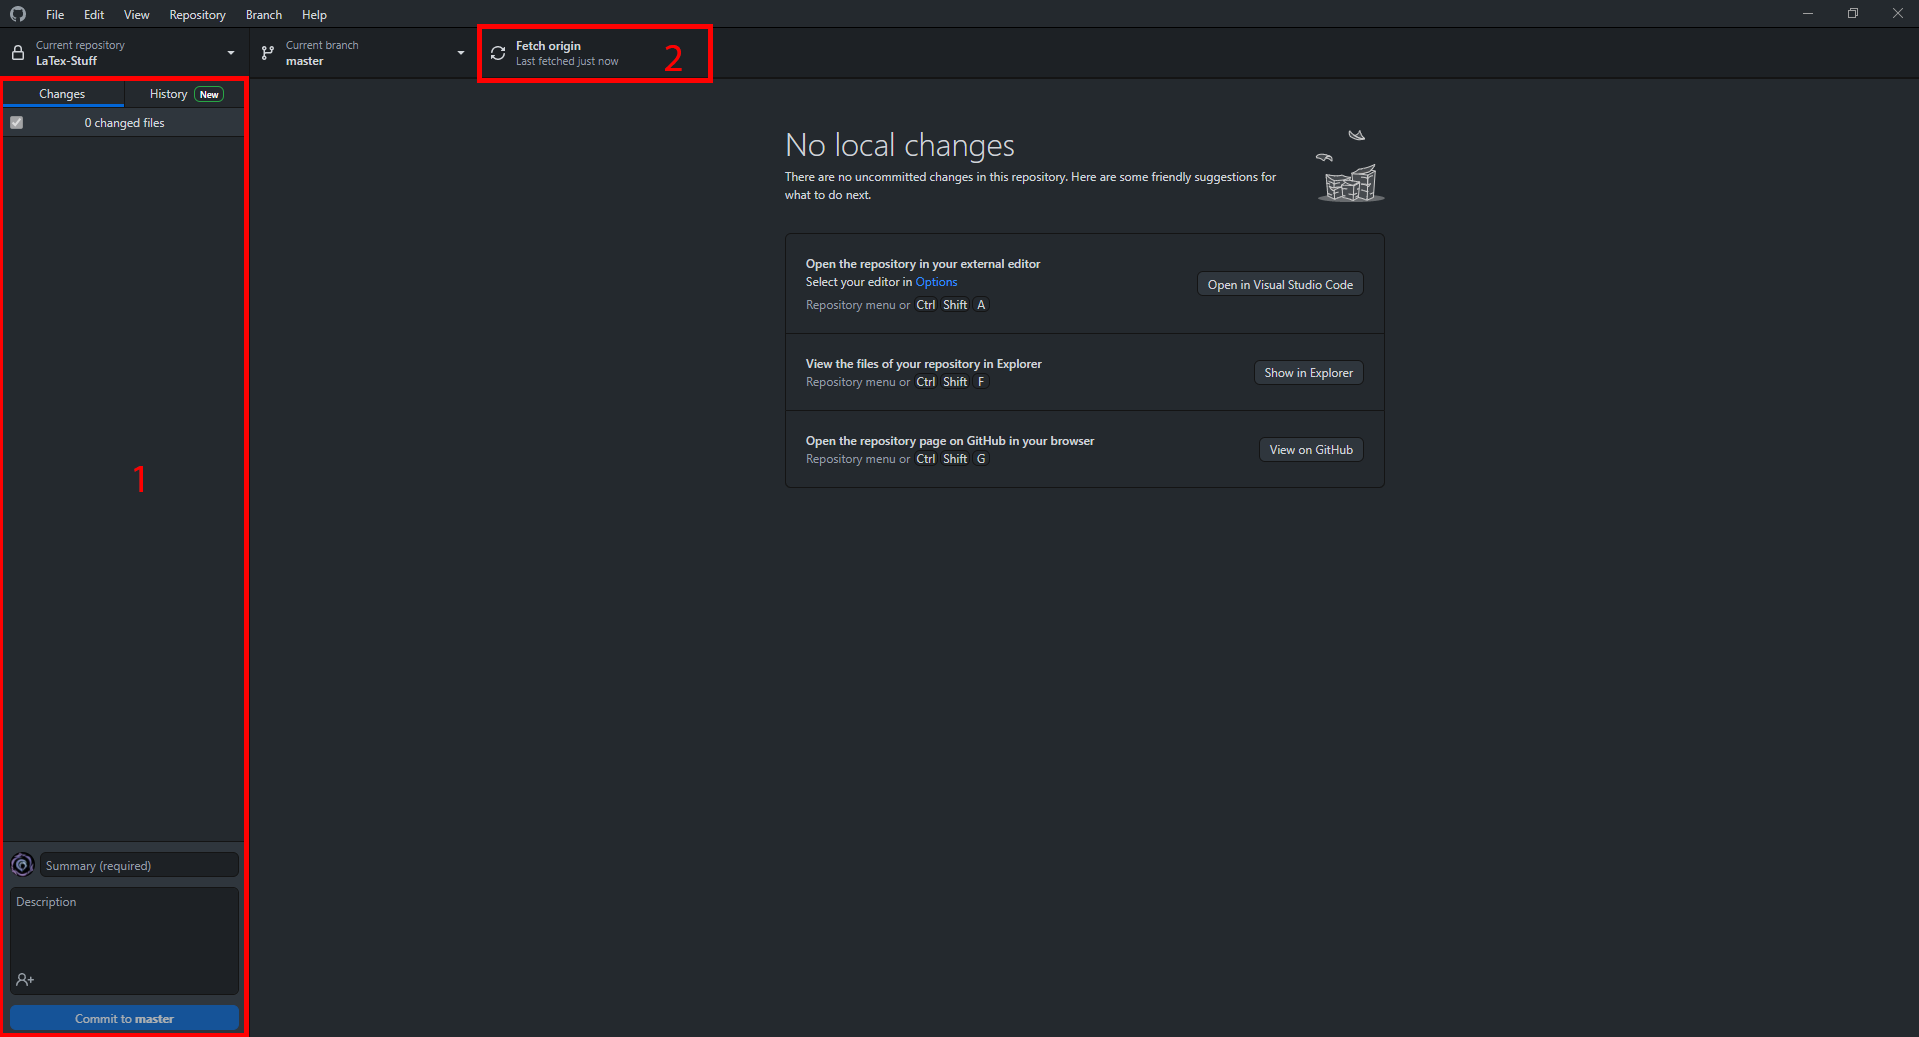 File Edit View Repository Branch Help
Current repository
LaTex-Stuff
Current branch
master
Fetch origin
Last fetched just now
2
Changes
History New
0 changed files
1
Summary (required)
Description
Commit to master
No local changes
There are no uncommitted changes in this repository. Here are some friendly suggestions for
what to do next.
Open the repository in your external editor
Select your editor in Options
Repository menu or Ctrl Shift A
Open in Visual Studio Code
View the files of your repository in Explorer
Repository menu or Ctrl Shift F
Show in Explorer
Open the repository page on GitHub in your browser
Repository menu or Ctrl Shift G
View on GitHub